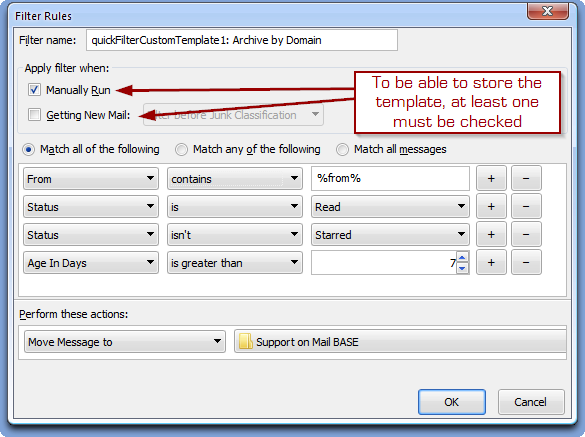 Filter Rules
Filter name: quickFilterCustomTemplate1: Archive by Domain
Apply filter when:
Manually Run
Getting New Mail: Filter before Junk Classification
To be able to store the
template, at least one
must be checked
Match all of the following Match any of the following Match all messages
From contains %from% + −
Status is Read + −
Status isn't Starred + −
Age In Days is greater than 7 + −
Perform these actions:
Move Message to Support on Mail BASE
OK Cancel